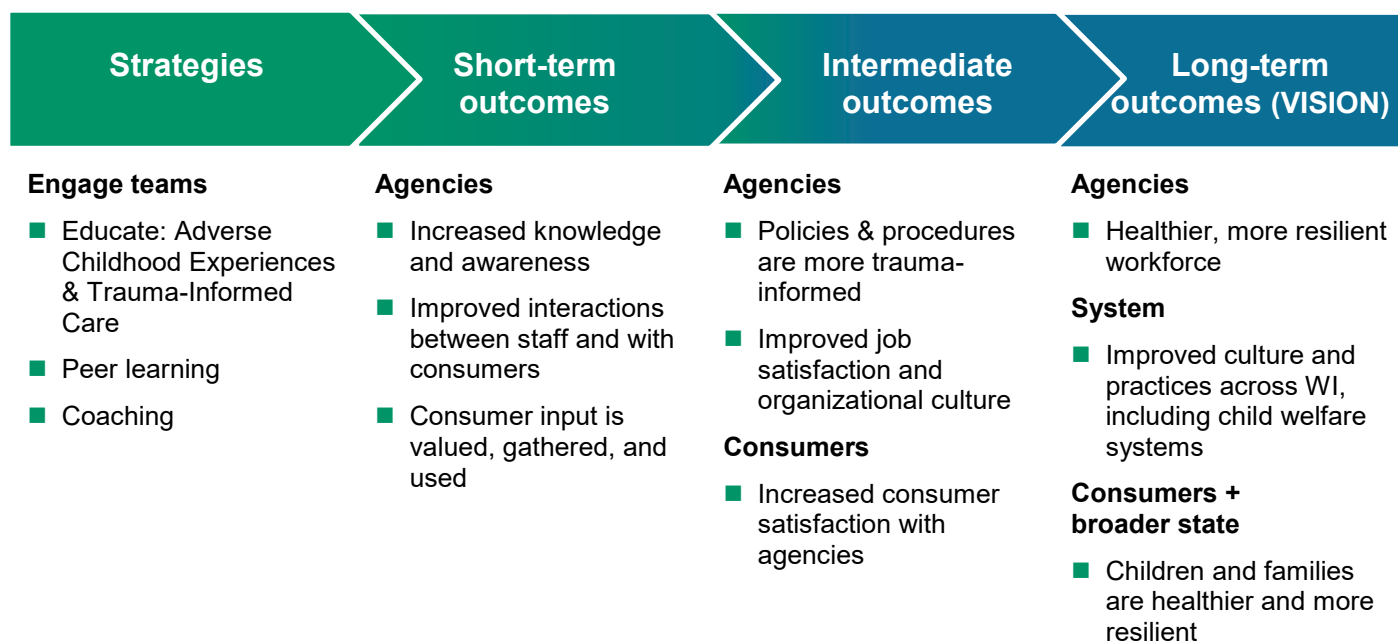 Strategies
Short-term
outcomes
Intermediate
outcomes
Long-term
outcomes (VISION)
Engage teams
Educate: Adverse
Childhood Experiences
& Trauma-Informed
Care
Peer learning
Coaching
Agencies
Increased knowledge
and awareness
Improved interactions
between staff and with
consumers
Consumer input is
valued, gathered, and
used
Agencies
Policies & procedures
are more trauma-
informed
Improved job
satisfaction and
organizational culture
Consumers
Increased consumer
satisfaction with
agencies
Agencies
Healthier, more resilient
workforce
System
Improved culture and
practices across WI,
including child welfare
systems
Consumers +
broader state
Children and families
are healthier and more
resilient